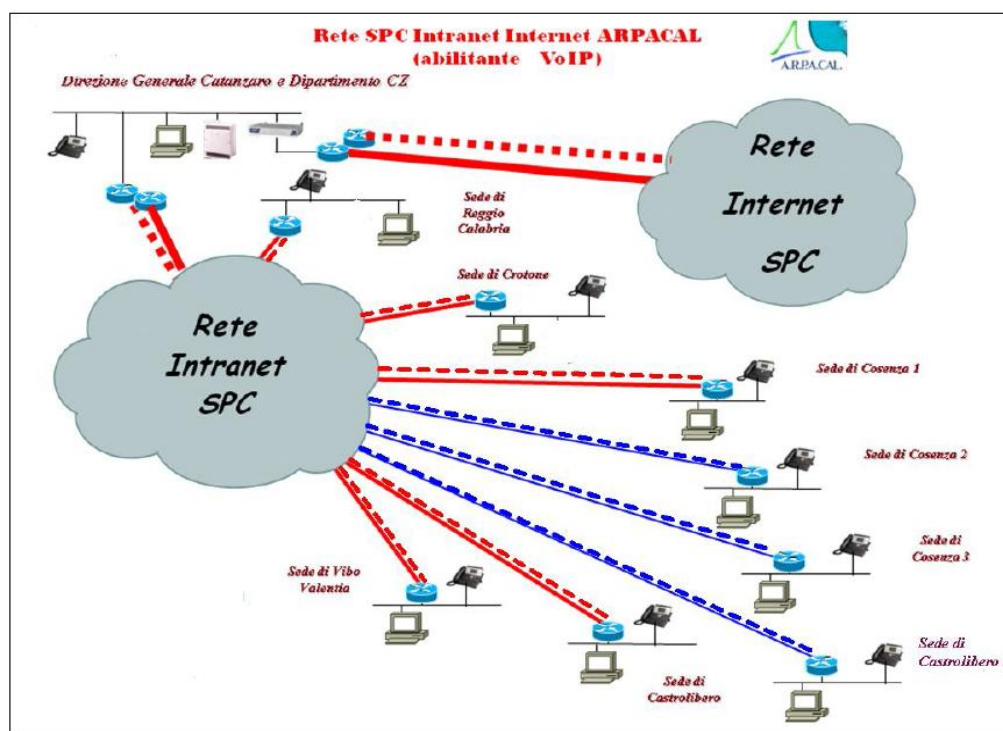 Rete SPC Intranet Internet ARPACAL
(abilitante VoIP)
A.R.P.A.CAL.
Direzione Generale Catanzaro e Dipartimento CZ
Rete
Internet
SPC
Sede di
Reggio
Calabria
Sede di Crotone
Rete
Intranet
SPC
Sede di Cosenza 1
Sede di Cosenza 2
Sede di
Cosenza 3
Sede di Vibo
Valentia
Sede di
Castrolibero
Sede di
Castrolibero